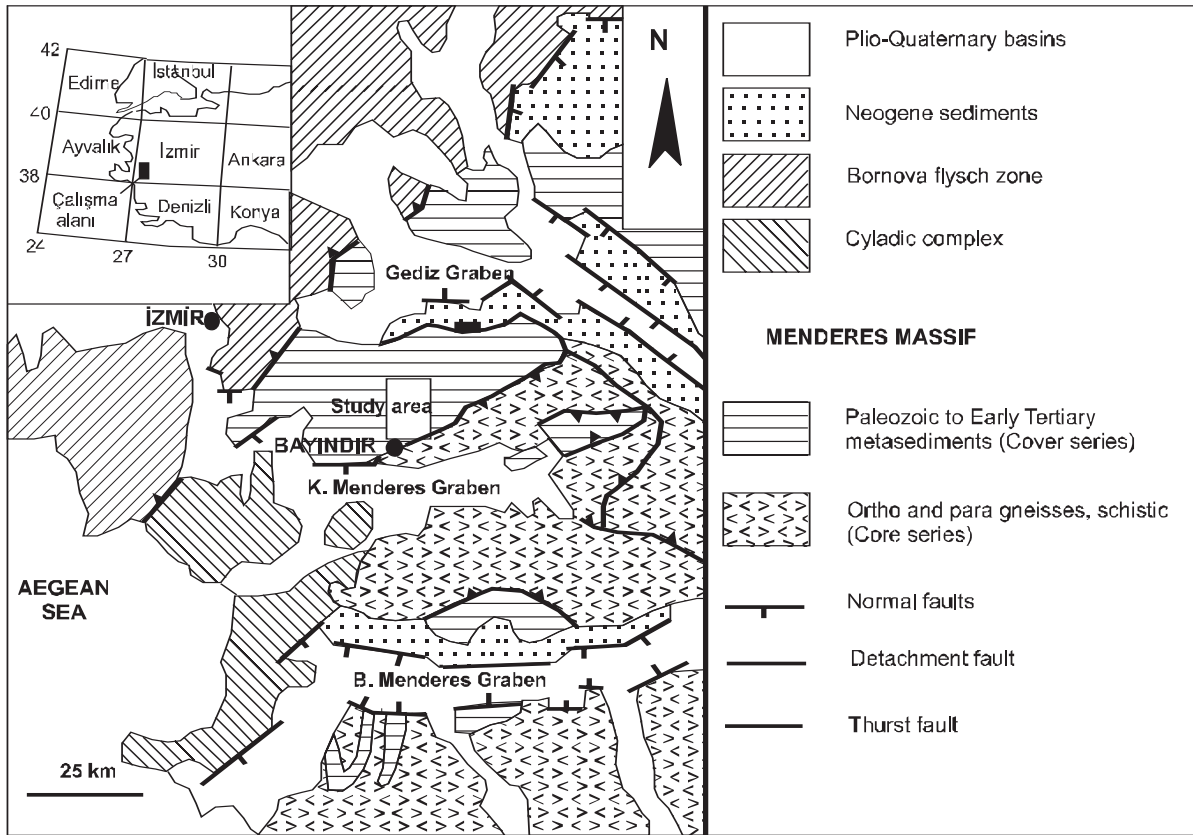 42
Edirne
İstanbul
40
Ayvalık
İzmir
Ankara
38
Çalışma
alanı
Denizli
Konya
24
27
30
N
Gediz Graben
İZMİR
Study area
BAYINDIR
K. Menderes Graben
AEGEAN
SEA
B. Menderes Graben
25 km
Plio-Quaternary basins
Neogene sediments
Bornova flysch zone
Cyladic complex
MENDERES MASSIF
Paleozoic to Early Tertiary
metasediments (Cover series)
Ortho and para gneisses, schistic
(Core series)
Normal faults
Detachment fault
Thurst fault